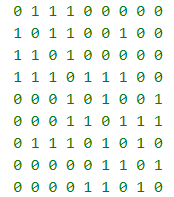 0 1 1 1 0 0 0 0 0
1 0 1 1 0 0 1 0 0
1 1 0 1 0 0 0 0 0
1 1 1 0 1 1 1 0 0
0 0 0 1 0 1 0 0 1
0 0 0 1 1 0 1 1 1
0 1 1 1 0 1 0 1 0
0 0 0 0 0 1 1 0 1
0 0 0 0 1 1 0 1 0